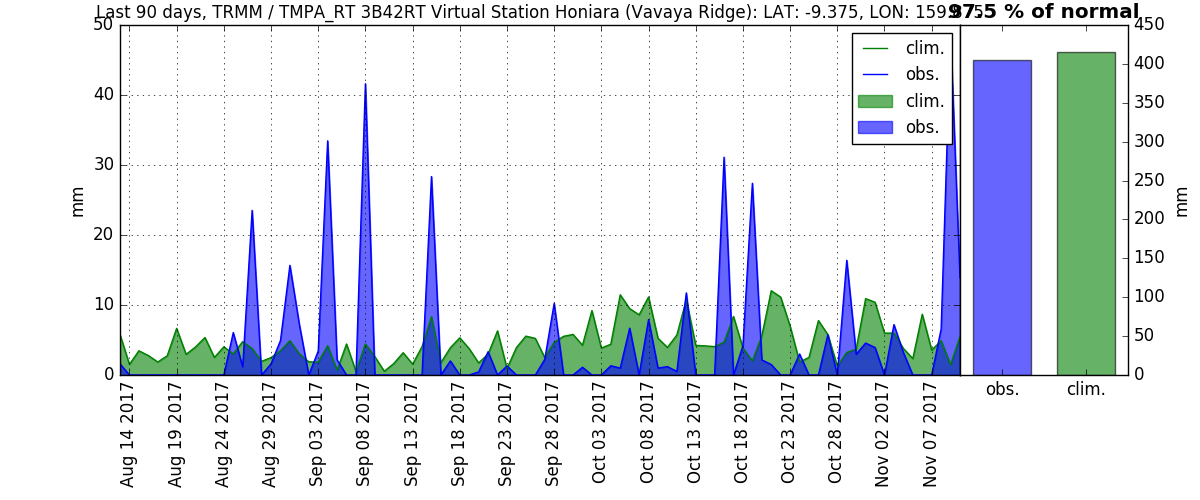 Last 90 days, TRMM / TMPA_RT 3B42RT Virtual Station Honiara (Vavaya Ridge): LAT: -9.375, LON: 159.875
97.5 % of normal
50
40
30
20
10
0
mm
clim.
obs.
clim.
obs.
450
400
350
300
250
200
150
100
50
0
mm
obs.
clim.
Aug 14 2017
Aug 19 2017
Aug 24 2017
Aug 29 2017
Sep 03 2017
Sep 08 2017
Sep 13 2017
Sep 18 2017
Sep 23 2017
Sep 28 2017
Oct 03 2017
Oct 08 2017
Oct 13 2017
Oct 18 2017
Oct 23 2017
Oct 28 2017
Nov 02 2017
Nov 07 2017